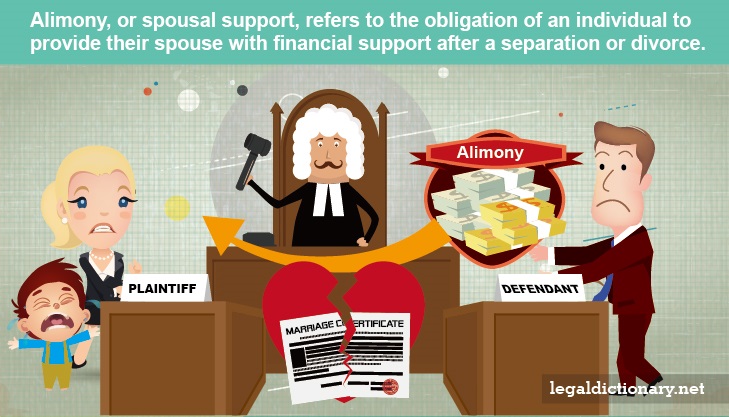 Alimony, or spousal support, refers to the obligation of an individual to
provide their spouse with financial support after a separation or divorce.
Alimony
PLAINTIFF
DEFENDANT
MARRIAGE CERTIFICATE
legaldictionary.net